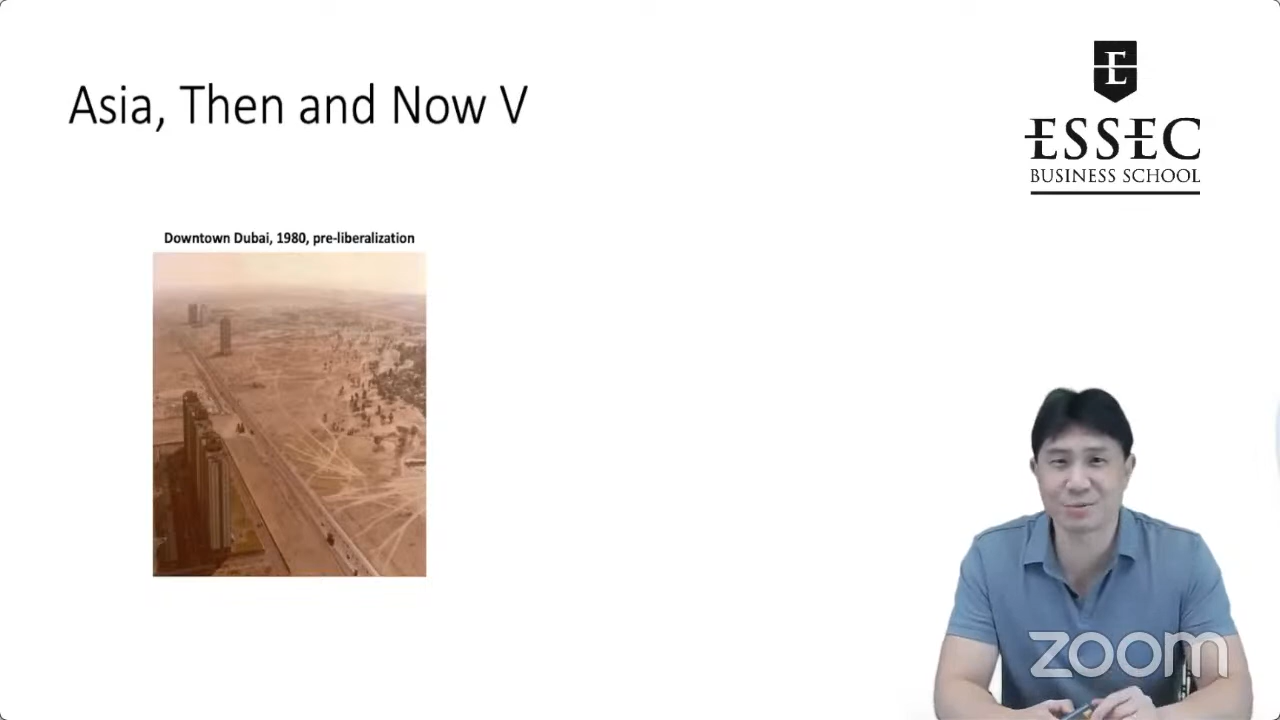 Asia, Then and Now V
E
ESSEC
BUSINESS SCHOOL
Downtown Dubai, 1980, pre-liberalization
zoom